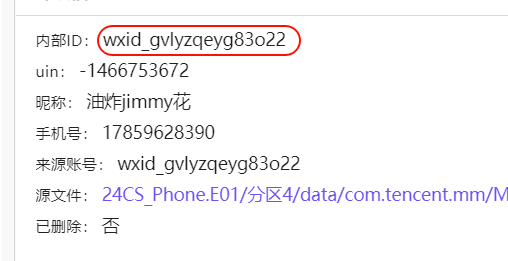 内部ID： wxid_gvlyzqeyg83o22
uin： -1466753672
昵称： 油炸jimmy花
手机号： 17859628390
来源账号： wxid_gvlyzqeyg83o22
源文件： 24CS_Phone.E01/分区4/data/com.tencent.mm/M
已删除： 否